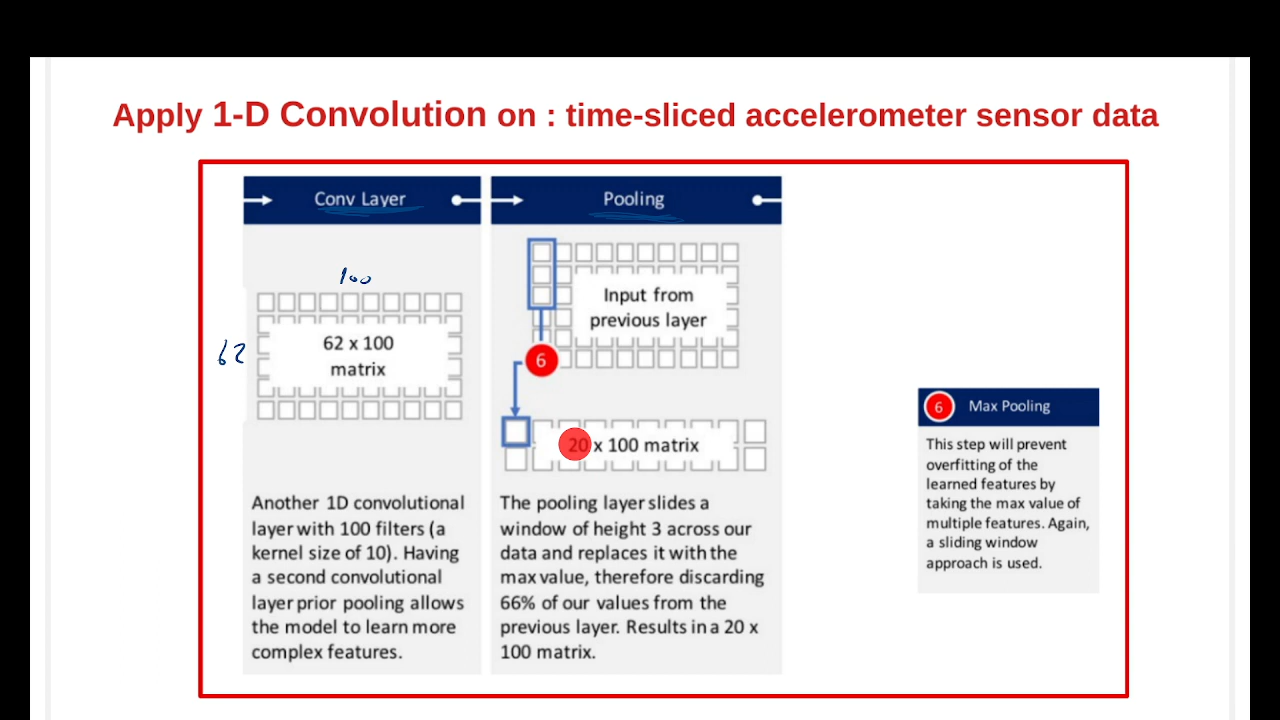 Apply 1-D Convolution on : time-sliced accelerometer sensor data
Conv Layer
100
62
62 x 100
matrix
Another 1D convolutional
layer with 100 filters (a
kernel size of 10). Having
a second convolutional
layer prior pooling allows
the model to learn more
complex features.
Pooling
Input from
previous layer
6
20 x 100 matrix
The pooling layer slides a
window of height 3 across our
data and replaces it with the
max value, therefore discarding
66% of our values from the
previous layer. Results in a 20 x
100 matrix.
6 Max Pooling
This step will prevent
overfitting of the
learned features by
taking the max value of
multiple features. Again,
a sliding window
approach is used.